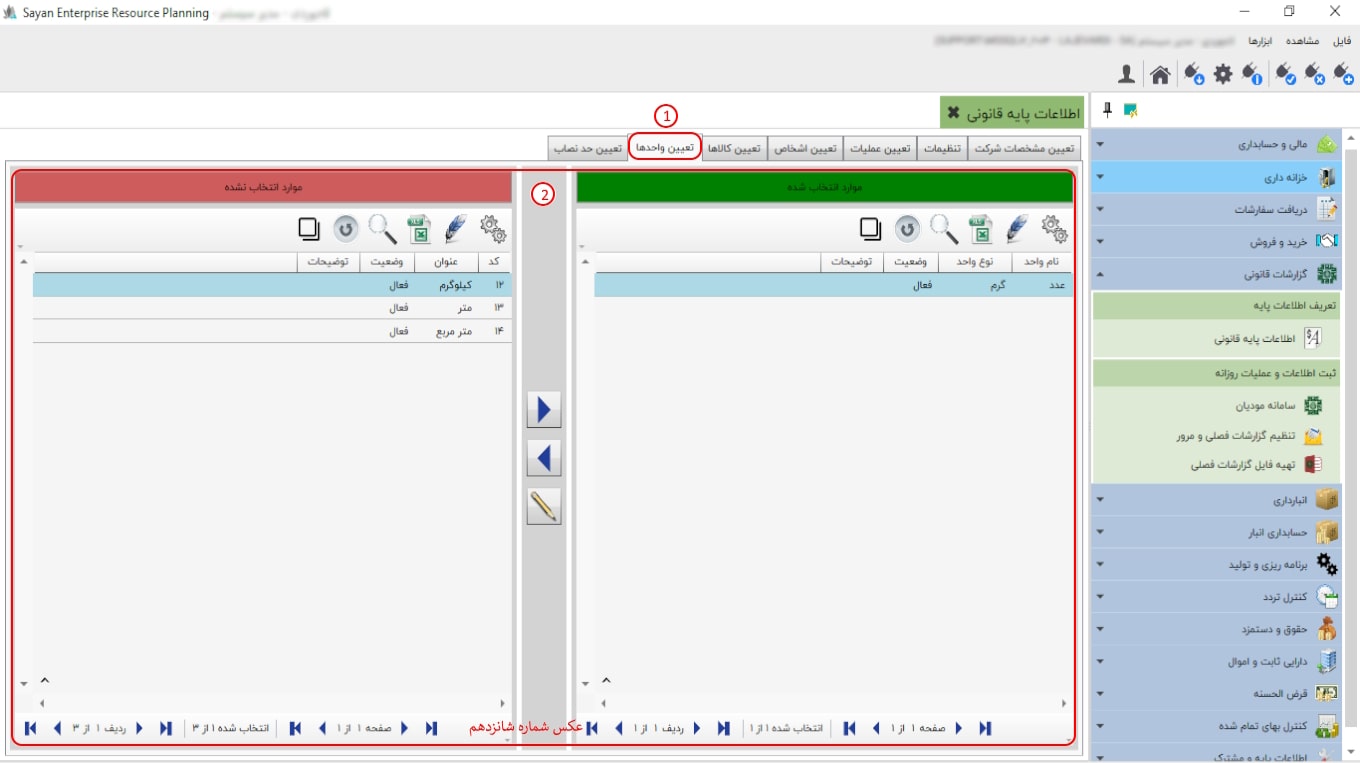 Sayan Enterprise Resource Planning
فایل مشاهده ابزارها
اطلاعات پایه قانونی
تعیین مشخصات شرکت تنظیمات تعیین عملیات تعیین اشخاص تعیین کالاها تعیین واحدها تعیین حد نصاب
1
2
مالی و حسابداری
خزانه داری
دریافت سفارشات
خرید و فروش
گزارشات قانونی
تعریف اطلاعات پایه
اطلاعات پایه قانونی
ثبت اطلاعات و عملیات روزانه
سامانه مودیان
تنظیم گزارشات فصلی و مرور
تهیه فایل گزارشات فصلی
انبارداری
حسابداری انبار
برنامه ریزی و تولید
کنترل تردد
حقوق و دستمزد
دارایی ثابت و اموال
قرض الحسنه
کنترل بهای تمام شده
اطلاعات پایه و مشترک
موارد انتخاب شده
نام واحد نوع واحد وضعیت توضیحات
عدد گرم فعال
صفحه ۱ از ۱ انتخاب شده ۱ از ۱ ردیف ۱ از ۱
موارد انتخاب نشده
کد عنوان وضعیت توضیحات
۱۲ کیلوگرم فعال
۱۳ متر فعال
۱۴ متر مربع فعال
صفحه ۱ از ۱ انتخاب شده ۱ از ۳ ردیف ۱ از ۳
عکس شماره شانزدهم